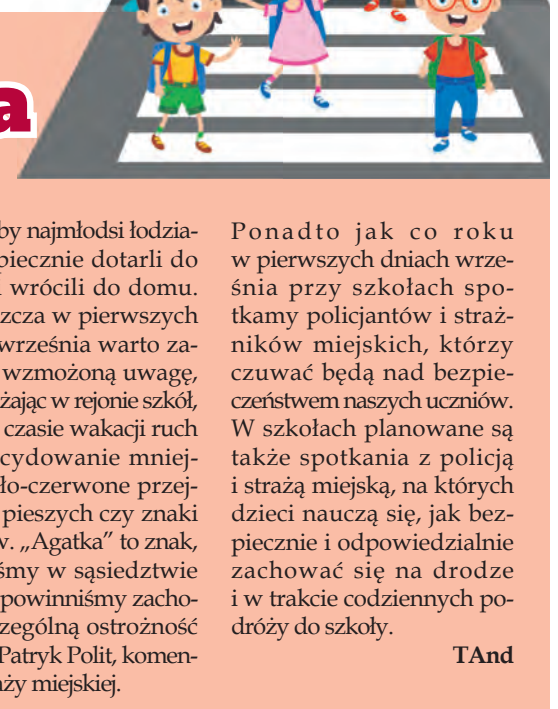 a
by najmłodsi łodzia-
piecznie dotarli do
i wrócili do domu.
zcza w pierwszych
września warto za-
wzmożoną uwagę,
żając w rejonie szkół,
czasie wakacji ruch
cydowanie mniej-
ło-czerwone przej-
pieszych czy znaki
w. „Agatka” to znak,
śmy w sąsiedztwie
powinniśmy zacho-
zególną ostrożność
Patryk Polit, komen-
ży miejskiej.
Ponadto jak co roku
w pierwszych dniach wrze-
śnia przy szkołach spo-
tkamy policjantów i straż-
ników miejskich, którzy
czuwać będą nad bezpie-
czeństwem naszych uczniów.
W szkołach planowane są
także spotkania z policją
i strażą miejską, na których
dzieci nauczą się, jak bez-
piecznie i odpowiedzialnie
zachować się na drodze
i w trakcie codziennych po-
dróży do szkoły.
TAnd